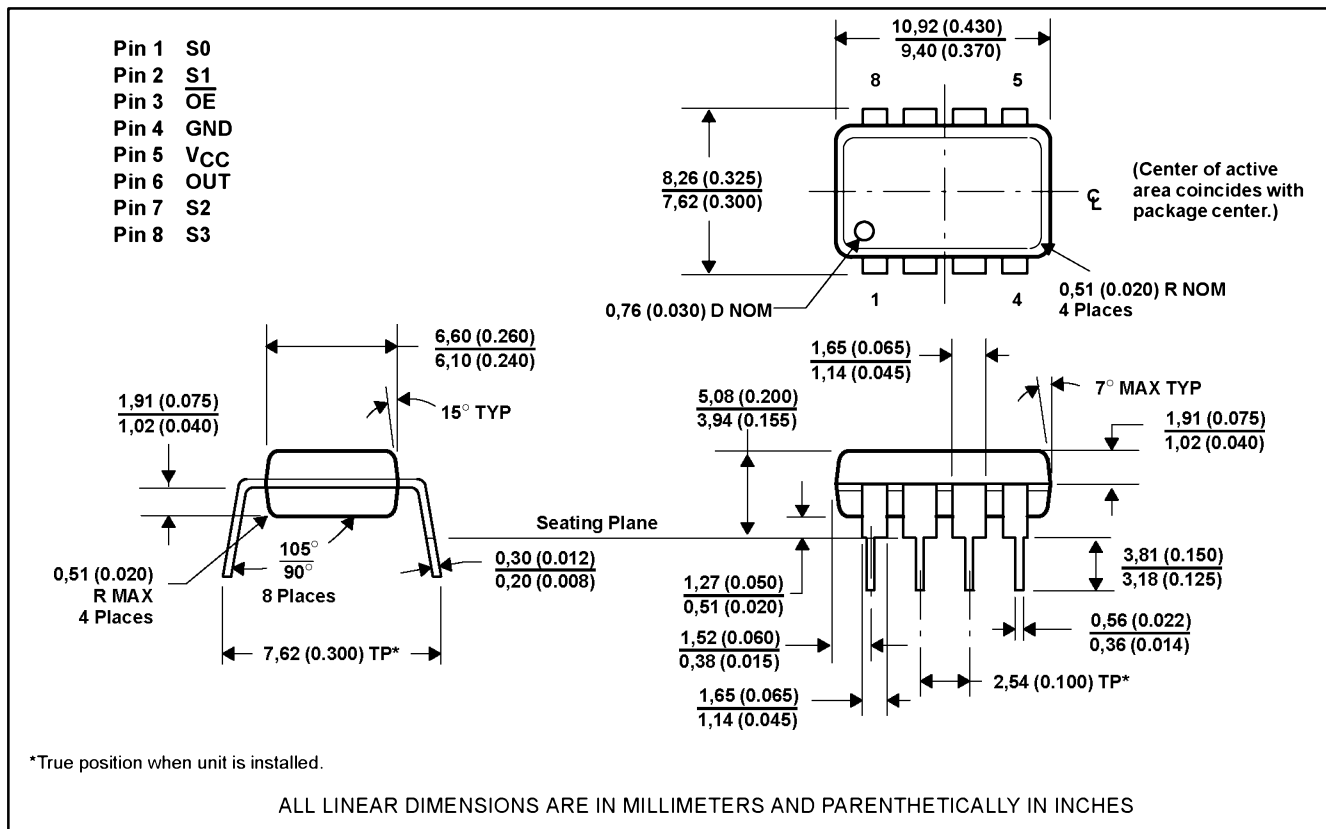 Pin 1 S0
Pin 2 S1
Pin 3 OE
Pin 4 GND
Pin 5 VCC
Pin 6 OUT
Pin 7 S2
Pin 8 S3
10,92 (0.430)
9,40 (0.370)
8
5
8,26 (0.325)
7,62 (0.300)
℄
(Center of active
area coincides with
package center.)
0,76 (0.030) D NOM
1
4
0,51 (0.020) R NOM
4 Places
6,60 (0.260)
6,10 (0.240)
15° TYP
1,91 (0.075)
1,02 (0.040)
105°
90°
8 Places
0,51 (0.020)
R MAX
4 Places
0,30 (0.012)
0,20 (0.008)
7,62 (0.300) TP*
Seating Plane
1,65 (0.065)
1,14 (0.045)
7° MAX TYP
5,08 (0.200)
3,94 (0.155)
1,91 (0.075)
1,02 (0.040)
3,81 (0.150)
3,18 (0.125)
1,27 (0.050)
0,51 (0.020)
0,56 (0.022)
0,36 (0.014)
1,52 (0.060)
0,38 (0.015)
2,54 (0.100) TP*
1,65 (0.065)
1,14 (0.045)
*True position when unit is installed.
ALL LINEAR DIMENSIONS ARE IN MILLIMETERS AND PARENTHETICALLY IN INCHES